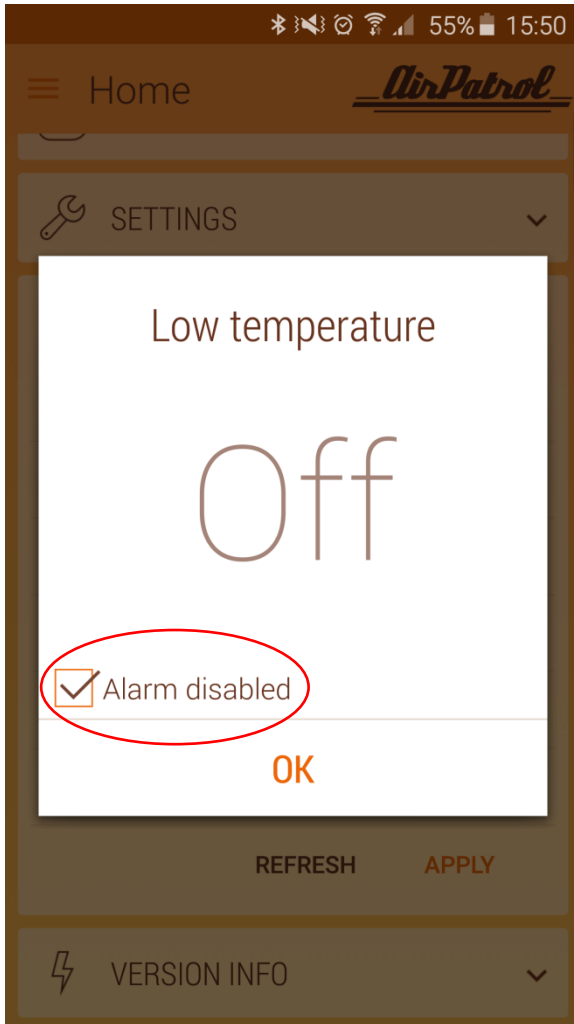 55% 15:50
Home AirPatrol
SETTINGS
Low temperature
Off
Alarm disabled
OK
REFRESH APPLY
VERSION INFO